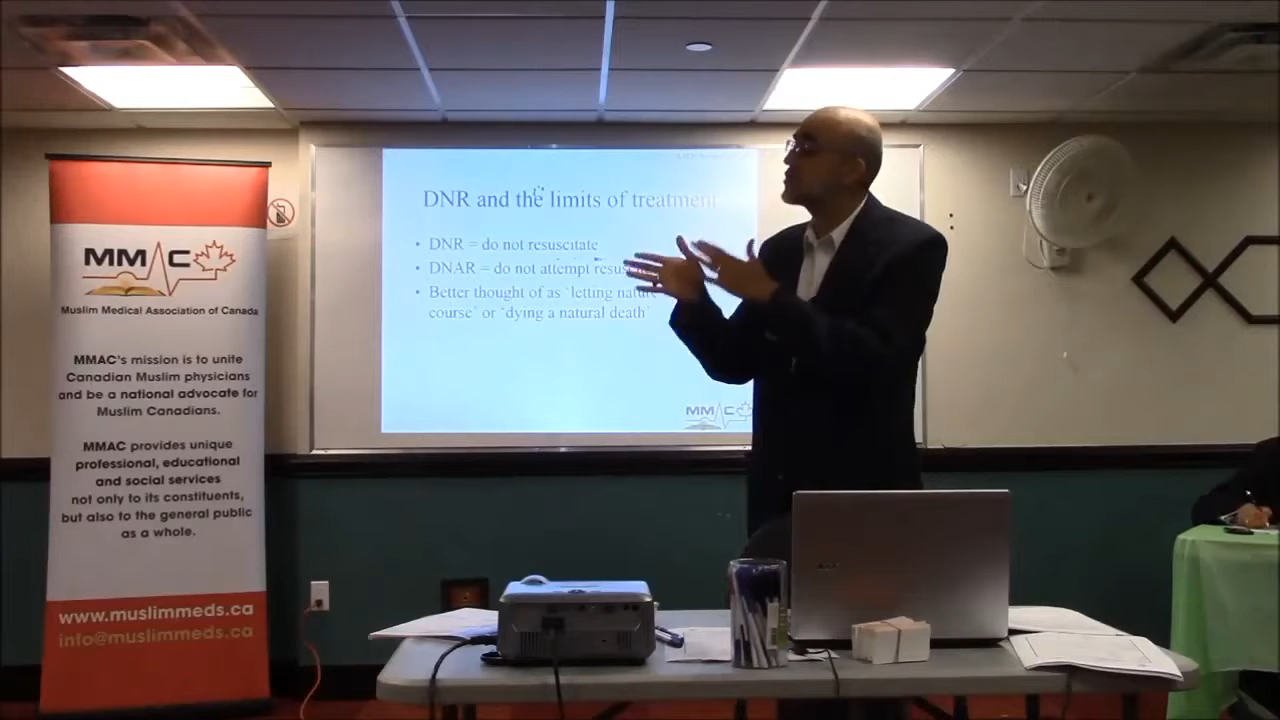 MMAC
Muslim Medical Association of Canada
MMAC's mission is to unite
Canadian Muslim physicians
and be a national advocate for
Muslim Canadians.
MMAC provides unique
professional, educational
and social services
not only to its constituents,
but also to the general public
as a whole.
www.muslimmeds.ca
info@muslimmeds.ca
DNR and the limits of treatment
• DNR = do not resuscitate
• DNAR = do not attempt
• Better thought of as 'letting
course' or 'dying a natural death'
MMAC
acer